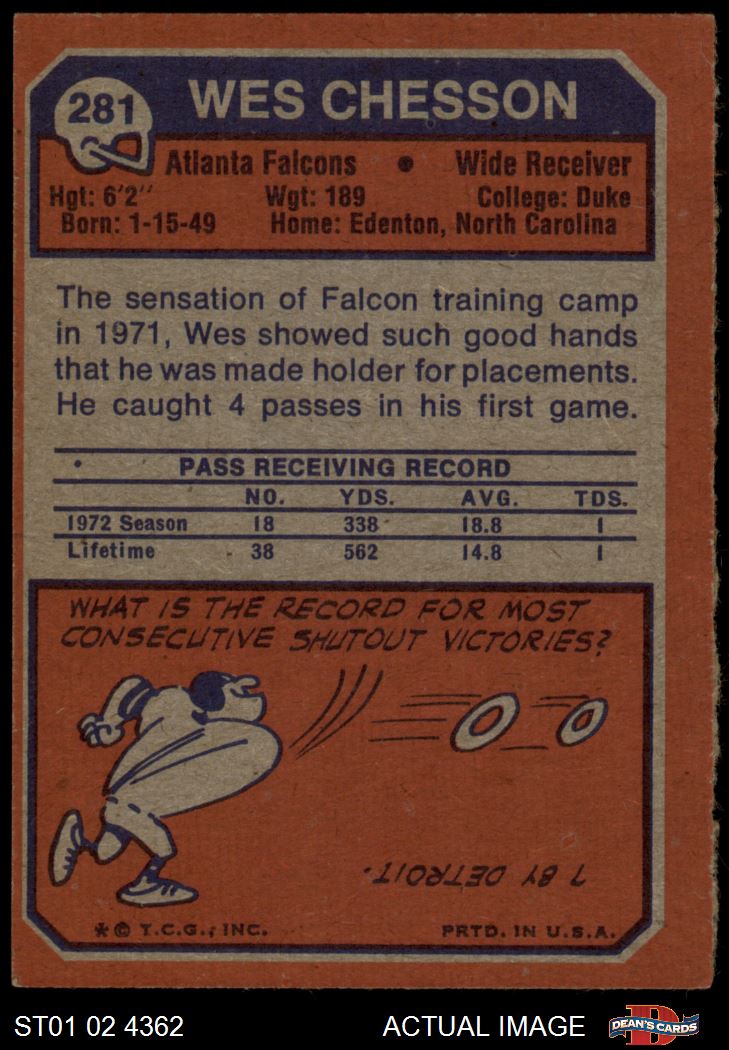 281
WES CHESSON
Atlanta Falcons • Wide Receiver
Hgt: 6'2" Wgt: 189 College: Duke
Born: 1-15-49 Home: Edenton, North Carolina
The sensation of Falcon training camp
in 1971, Wes showed such good hands
that he was made holder for placements.
He caught 4 passes in his first game.
PASS RECEIVING RECORD
NO. YDS. AVG. TDS.
1972 Season 18 338 18.8 1
Lifetime 38 562 14.8 1
WHAT IS THE RECORD FOR MOST
CONSECUTIVE SHUTOUT VICTORIES?
7 BY DETROIT.
*© T.C.G., INC. PRTD. IN U.S.A.
ST01 02 4362 ACTUAL IMAGE D DEAN'S CARDS